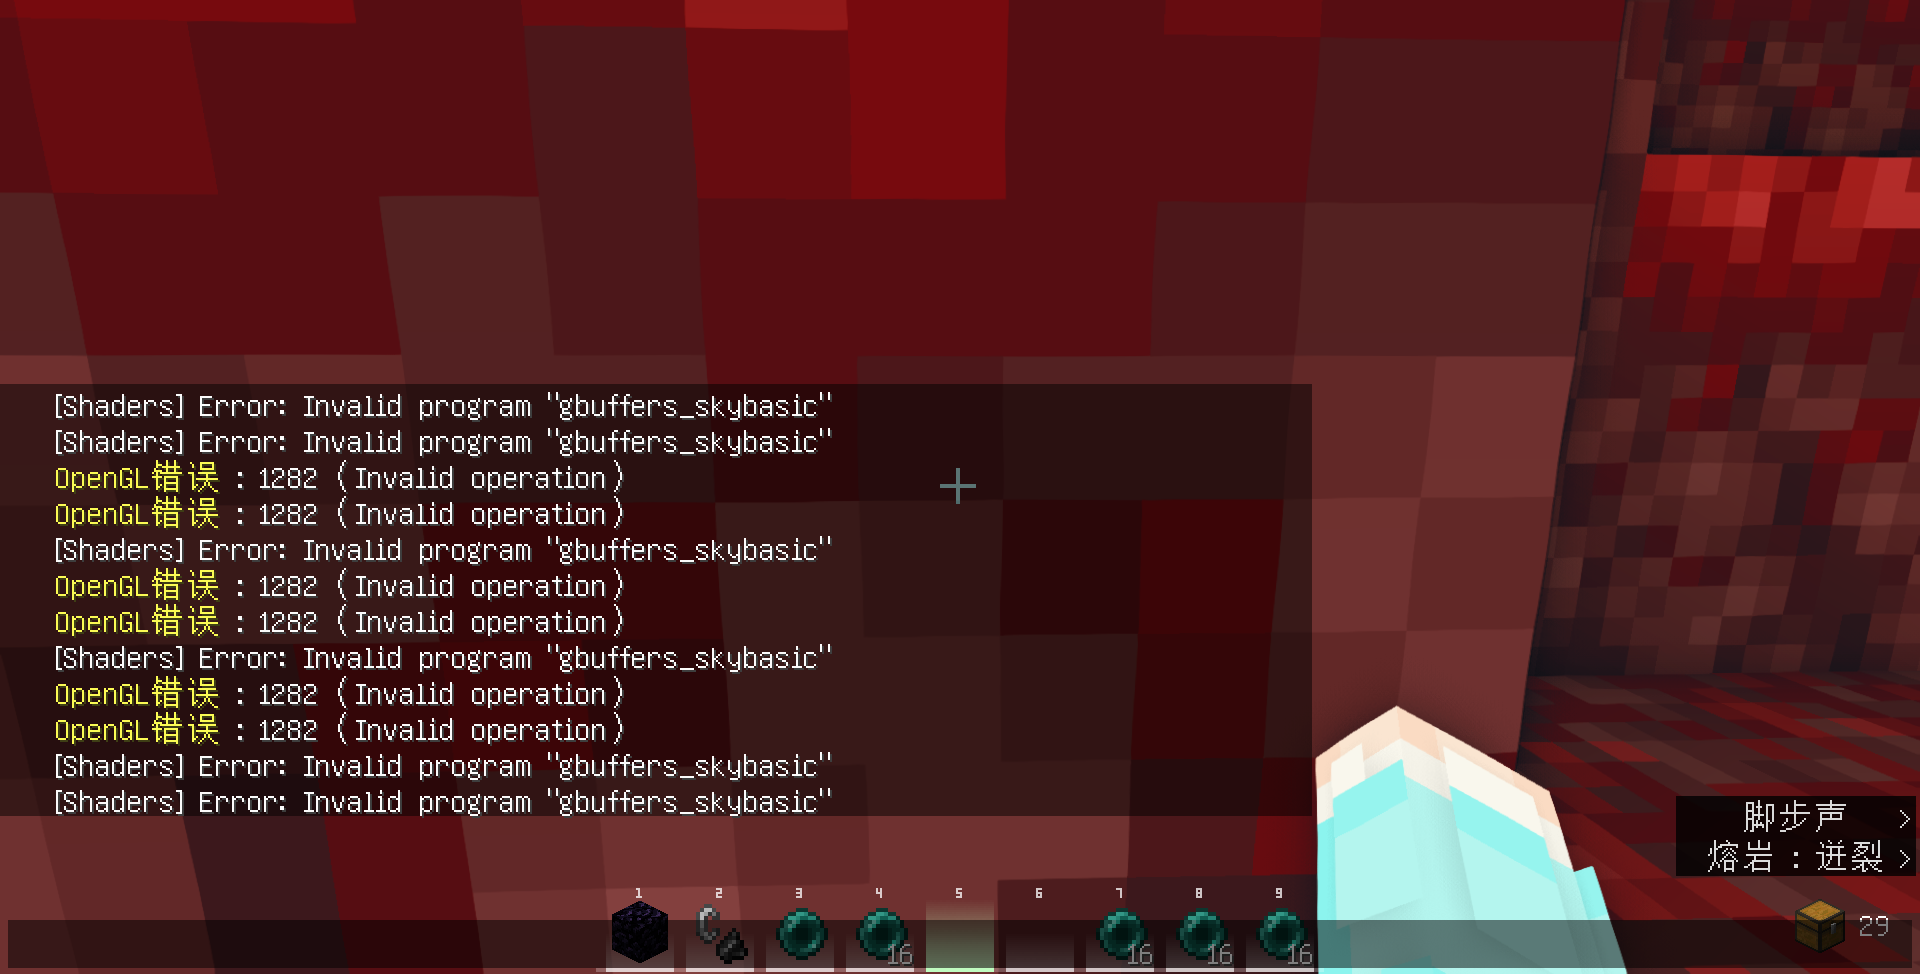 [Shaders] Error: Invalid program "gbuffers_skybasic"
[Shaders] Error: Invalid program "gbuffers_skybasic"
OpenGL错误：1282 (Invalid operation)
OpenGL错误：1282 (Invalid operation)
[Shaders] Error: Invalid program "gbuffers_skybasic"
OpenGL错误：1282 (Invalid operation)
OpenGL错误：1282 (Invalid operation)
[Shaders] Error: Invalid program "gbuffers_skybasic"
OpenGL错误：1282 (Invalid operation)
OpenGL错误：1282 (Invalid operation)
[Shaders] Error: Invalid program "gbuffers_skybasic"
[Shaders] Error: Invalid program "gbuffers_skybasic"
脚步声 >
熔岩：迸裂 >
1 2 3 4 5 6 7 8 9
16 16 16 16
29